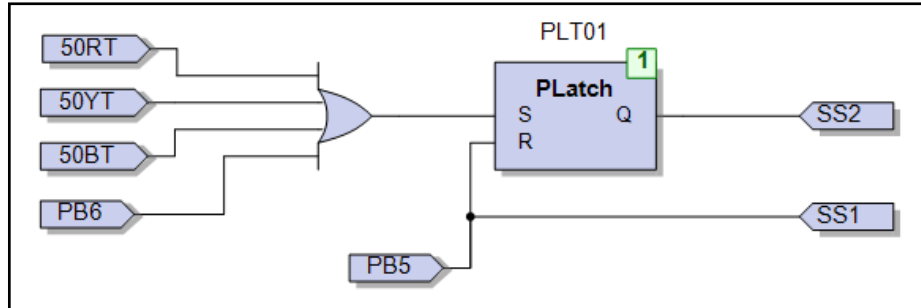 PLT01
50RT
1
PLatch
50YT
S Q
SS2
R
50BT
PB6
SS1
PB5